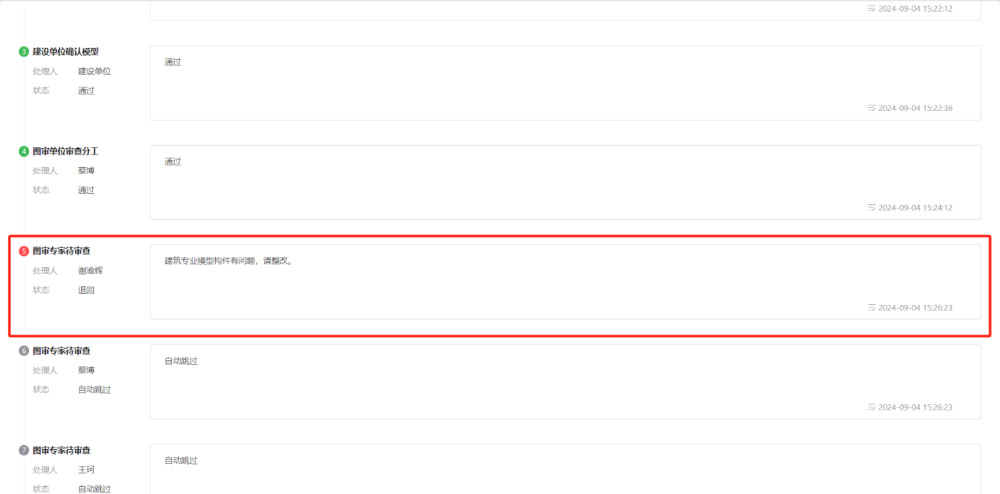 2024-09-04 15:22:12
3 建设单位确认模型
通过
处理人 建设单位
状态 通过
2024-09-04 15:22:36
4 图审单位审查分工
通过
处理人 蔡博
状态 通过
2024-09-04 15:24:12
5 图审专家待审查
建筑专业模型构件有问题，请整改。
处理人 谢渝辉
状态 退回
2024-09-04 15:26:23
6 图审专家待审查
自动跳过
处理人 蔡博
状态 自动跳过
2024-09-04 15:26:23
7 图审专家待审查
自动跳过
处理人 王珂
状态 自动跳过